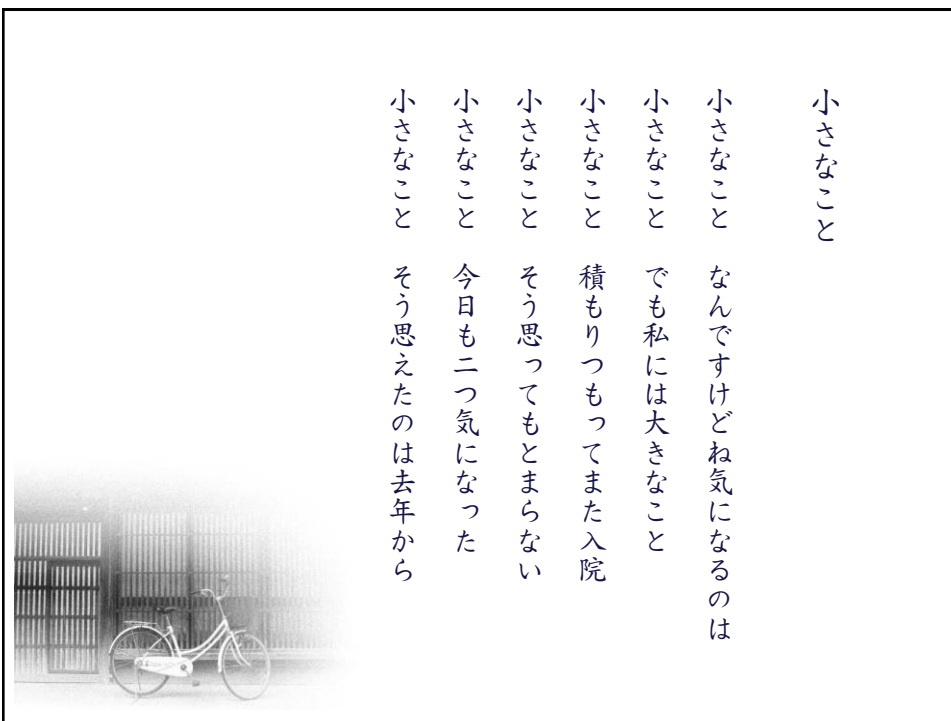 小さなこと
小さなこと　なんですけどね気になるのは
小さなこと　でも私には大きなこと
小さなこと　積もりつもってまた入院
小さなこと　そう思ってもとまらない
小さなこと　今日も二つ気になった
小さなこと　そう思えたのは去年から